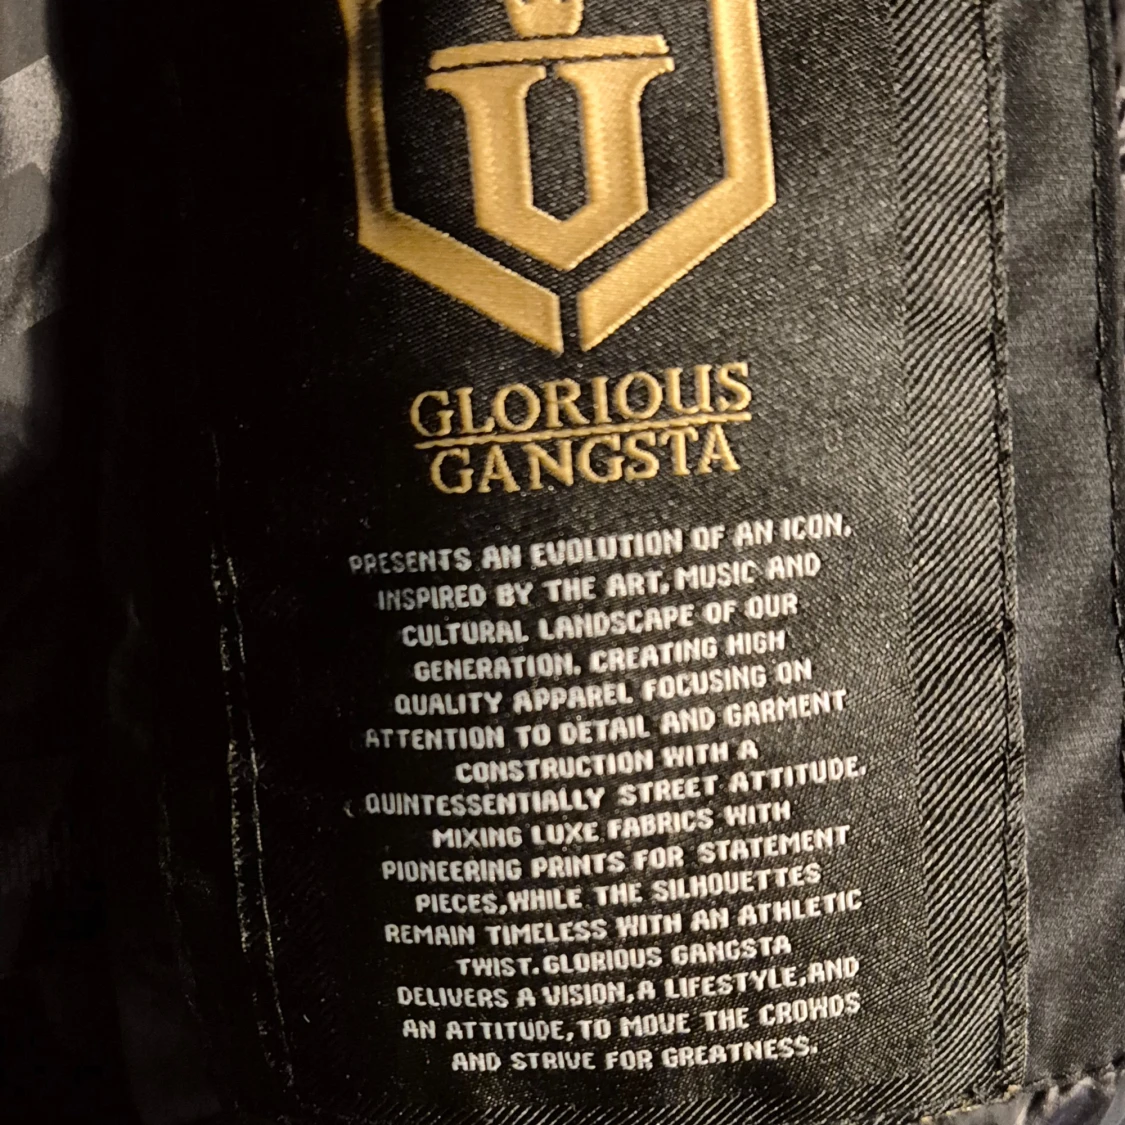 U
GLORIOUS
GANGSTA
PRESENTS AN EVOLUTION OF AN ICON,
INSPIRED BY THE ART, MUSIC AND
CULTURAL LANDSCAPE OF OUR
GENERATION. CREATING HIGH
QUALITY APPAREL FOCUSING ON
ATTENTION TO DETAIL AND GARMENT
CONSTRUCTION WITH A
QUINTESSENTIALLY STREET ATTITUDE.
MIXING LUXE FABRICS WITH
PIONEERING PRINTS FOR STATEMENT
PIECES,WHILE THE SILHOUETTES
REMAIN TIMELESS WITH AN ATHLETIC
TWIST.GLORIOUS GANGSTA
DELIVERS A VISION,A LIFESTYLE,AND
AN ATTITUDE,TO MOVE THE CROWDS
AND STRIVE FOR GREATNESS.